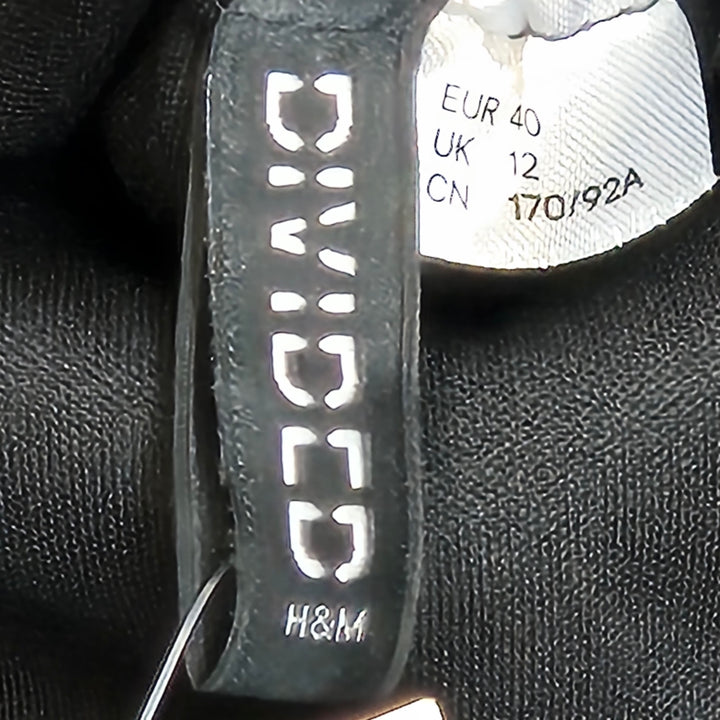 DIVIDED
H&M
EUR 40
UK 12
CN 170/92A